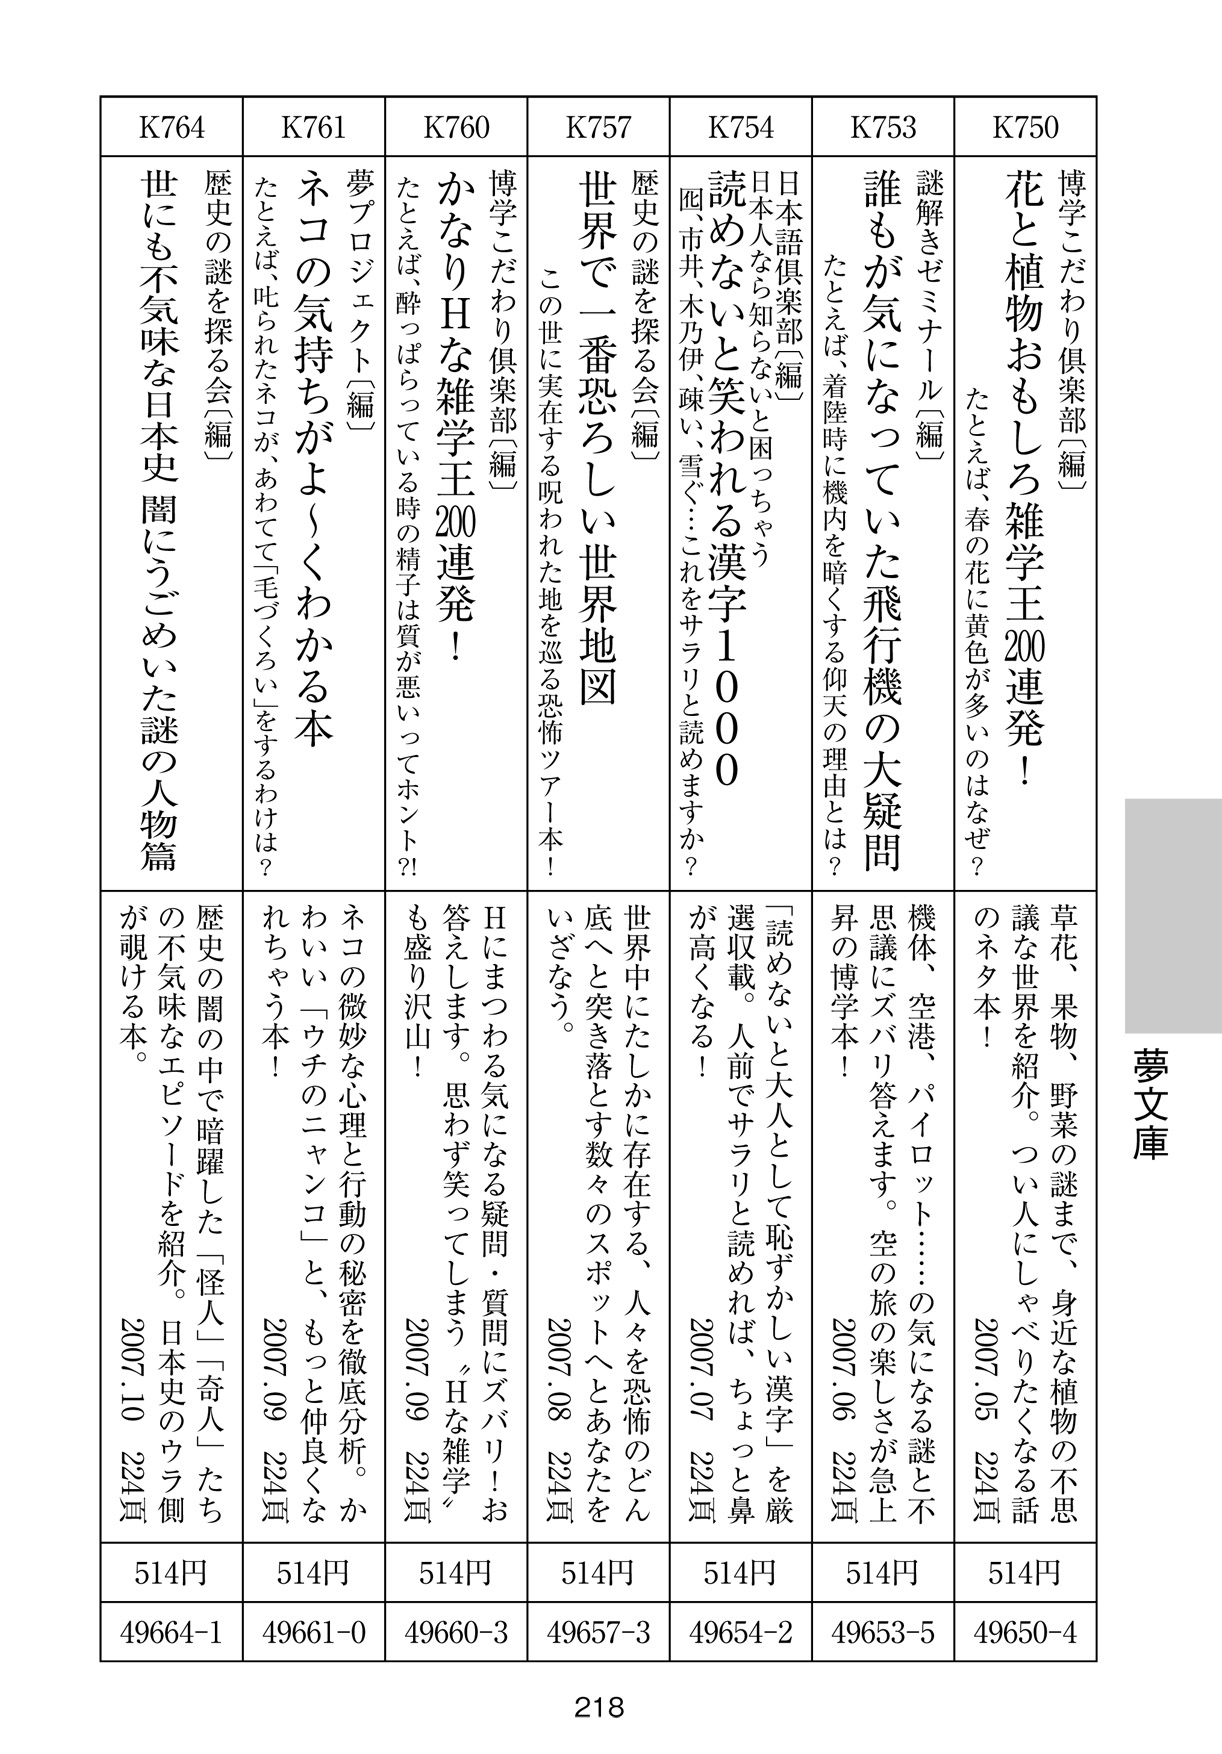 K750
博学こだわり倶楽部〔編〕
花と植物おもしろ雑学王200連発！
たとえば、春の花に黄色が多いのはなぜ？
草花、果物、野菜の謎まで、身近な植物の不思
議な世界を紹介。つい人にしゃべりたくなる話
のネタ本！
2007.05 224頁
514円
49650-4
K753
謎解きゼミナール〔編〕
誰もが気になっていた飛行機の大疑問
たとえば、着陸時に機内を暗くする仰天の理由とは？
機体、空港、パイロット……の気になる謎と不
思議にズバリ答えます。空の旅の楽しさが急上
昇の博学本！
2007.06 224頁
514円
49653-5
K754
日本語倶楽部〔編〕
日本人なら知らないと困っちゃう
読めないと笑われる漢字1000
囮、市井、木乃伊、疎い、雪ぐ…これをサラリと読めますか？
「読めないと大人として恥ずかしい漢字」を厳
選収載。人前でサラリと読めれば、ちょっと鼻
が高くなる！
2007.07 224頁
514円
49654-2
K757
歴史の謎を探る会〔編〕
世界で一番恐ろしい世界地図
この世に実在する呪われた地を巡る恐怖ツアー本！
世界中にたしかに存在する、人々を恐怖のどん
底へと突き落とす数々のスポットへとあなたを
いざなう。
2007.08 224頁
514円
49657-3
K760
博学こだわり倶楽部〔編〕
かなりHな雑学王200連発！
たとえば、酔っぱらっている時の精子は質が悪いってホント?!
Hにまつわる気になる疑問・質問にズバリ！お
答えします。思わず笑ってしまう〝Hな雑学〟
も盛り沢山！
2007.09 224頁
514円
49660-3
K761
夢プロジェクト〔編〕
ネコの気持ちがよ～くわかる本
たとえば、叱られたネコが、あわてて「毛づくろい」をするわけは？
ネコの微妙な心理と行動の秘密を徹底分析。か
わいい「ウチのニャンコ」と、もっと仲良くな
れちゃう本！
2007.09 224頁
514円
49661-0
K764
歴史の謎を探る会〔編〕
世にも不気味な日本史 闇にうごめいた謎の人物篇
歴史の闇の中で暗躍した「怪人」「奇人」たち
の不気味なエピソードを紹介。日本史のウラ側
が覗ける本。
2007.10 224頁
514円
49664-1
夢文庫
218